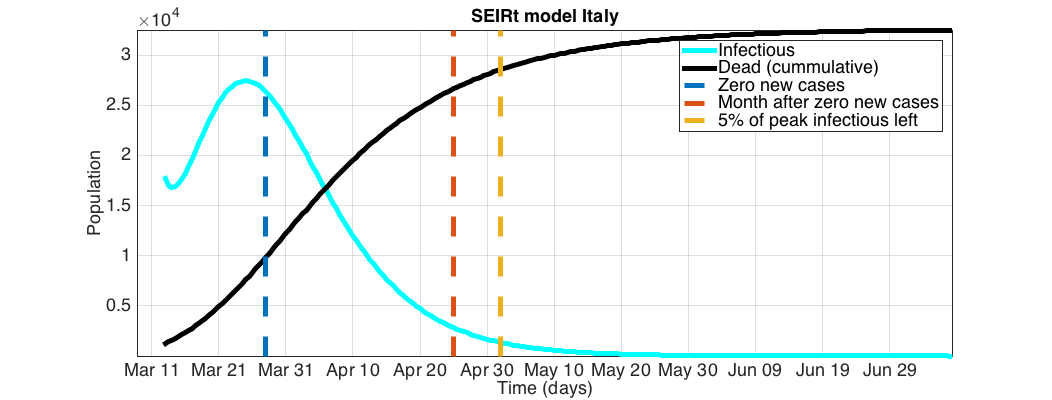 SEIRt model Italy
×10⁴
3
2.5
2
1.5
1
0.5
Population
Infectious
Dead (cummulative)
Zero new cases
Month after zero new cases
5% of peak infectious left
Mar 11 Mar 21 Mar 31 Apr 10 Apr 20 Apr 30 May 10 May 20 May 30 Jun 09 Jun 19 Jun 29
Time (days)